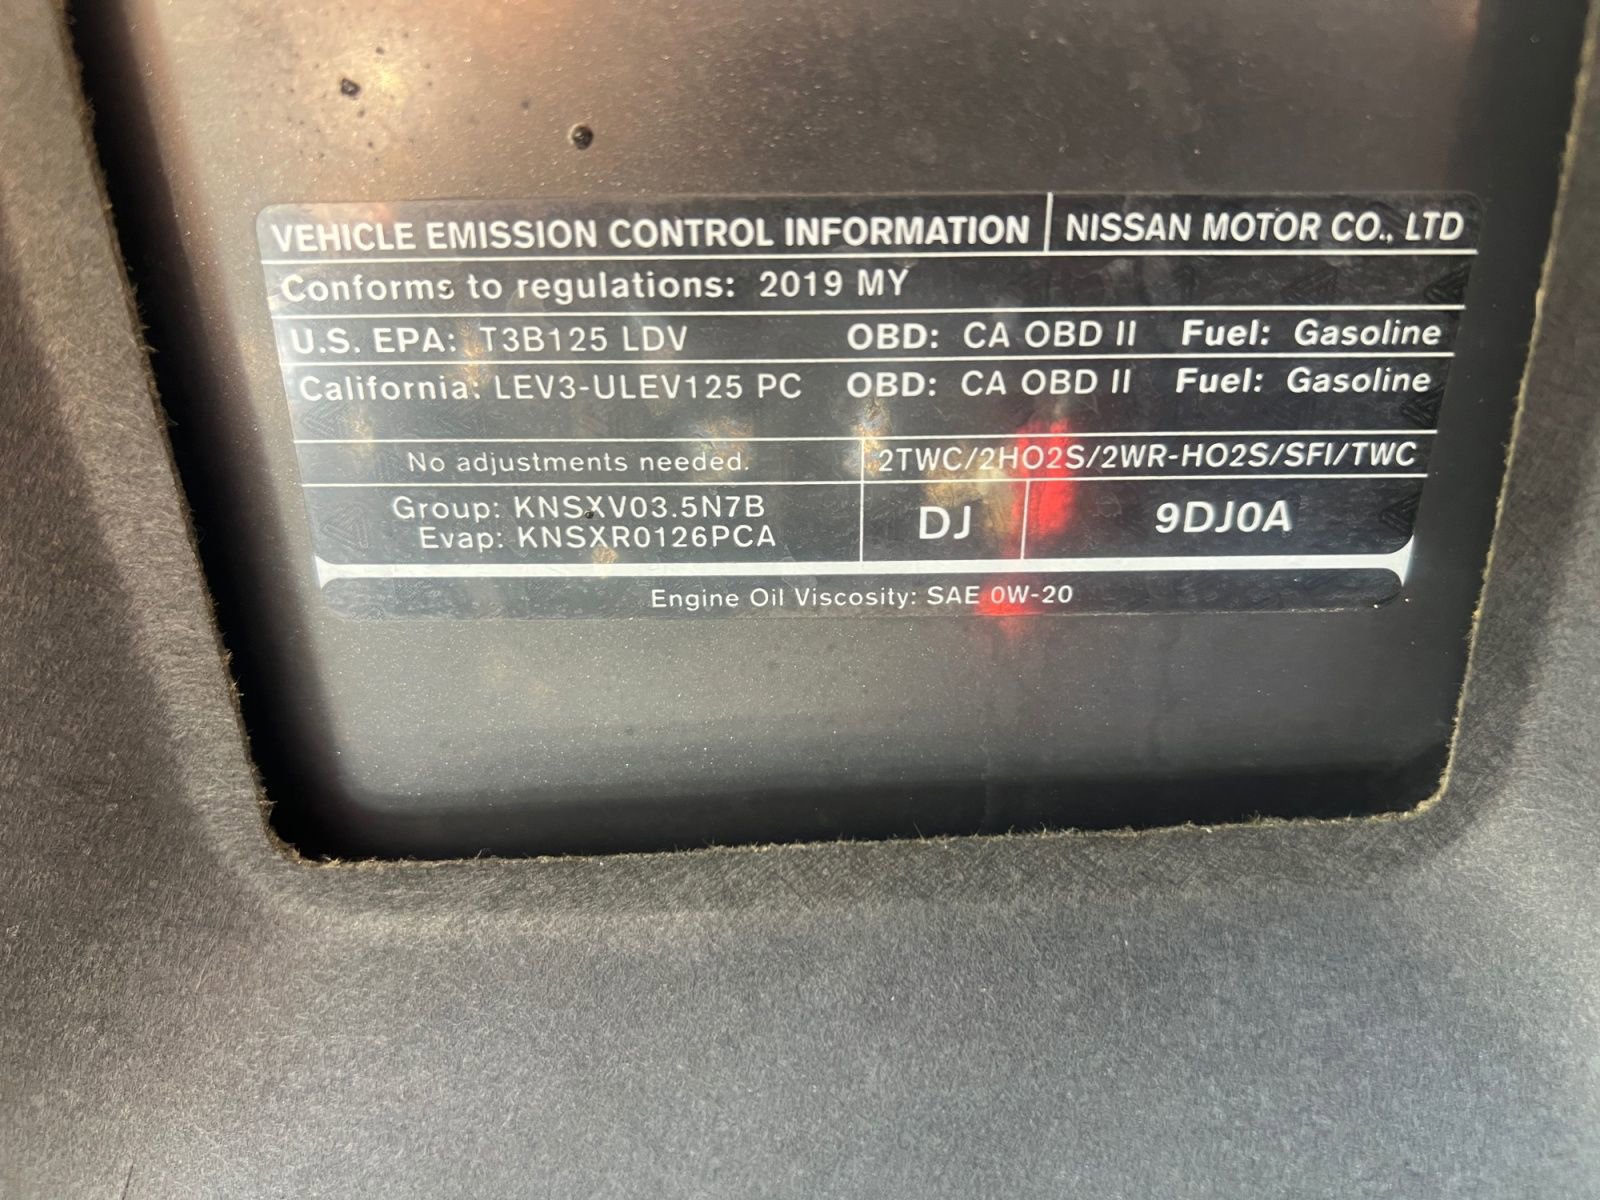 VEHICLE EMISSION CONTROL INFORMATION NISSAN MOTOR CO., LTD
Conforms to regulations: 2019 MY
U.S. EPA: T3B125 LDV OBD: CA OBD II Fuel: Gasoline
California: LEV3-ULEV125 PC OBD: CA OBD II Fuel: Gasoline
No adjustments needed. 2TWC/2HO2S/2WR-HO2S/SFI/TWC
Group: KNSXV03.5N7B
Evap: KNSXR0126PCA
DJ 9DJ0A
Engine Oil Viscosity: SAE 0W-20